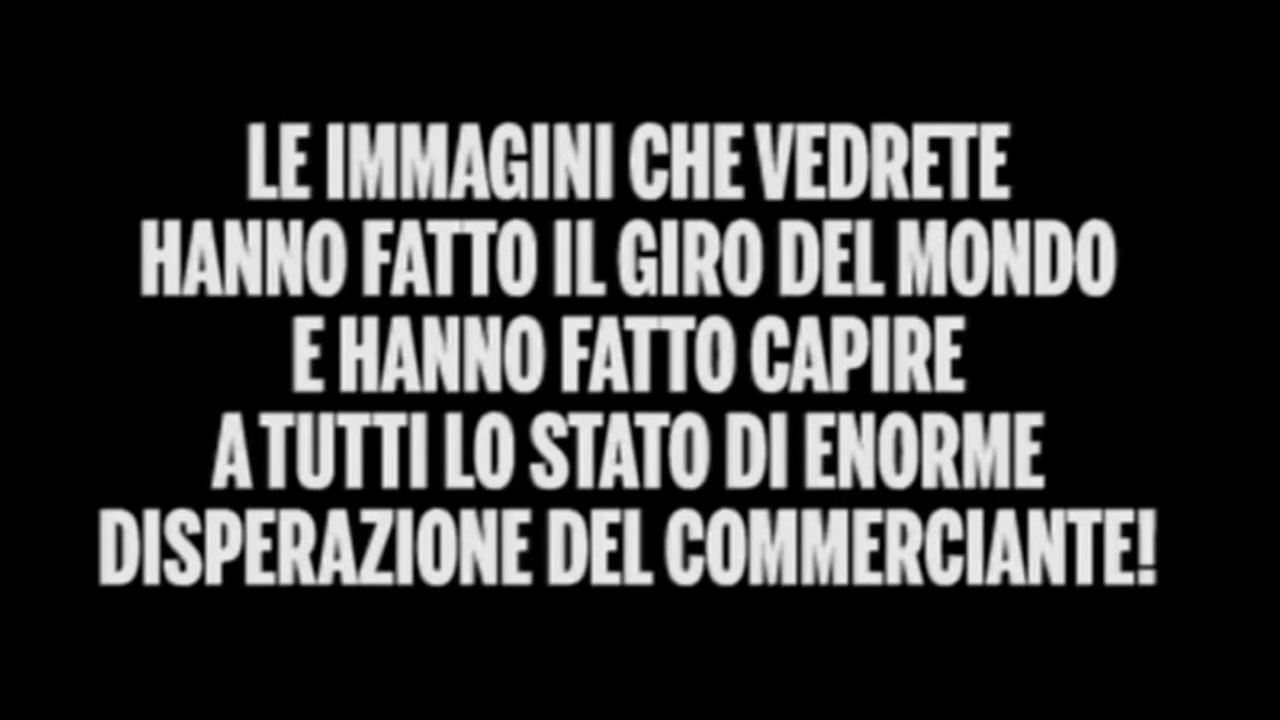 LE IMMAGINI CHE VEDRETE
HANNO FATTO IL GIRO DEL MONDO
E HANNO FATTO CAPIRE
A TUTTI LO STATO DI ENORME
DISPERAZIONE DEL COMMERCIANTE!